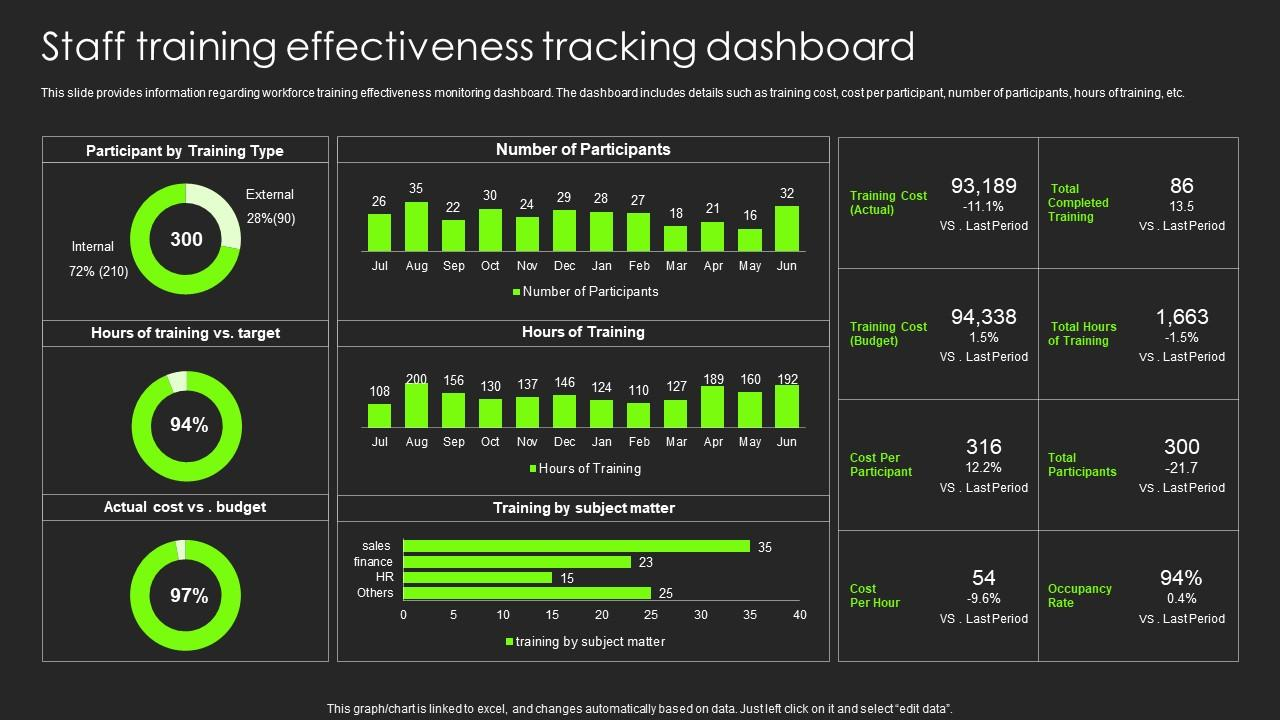 Staff training effectiveness tracking dashboard
This slide provides information regarding workforce training effectiveness monitoring dashboard. The dashboard includes details such as training cost, cost per participant, number of participants, hours of training, etc.
Participant by Training Type
External
28%(90)
300
Internal
72% (210)
Hours of training vs. target
94%
Actual cost vs . budget
97%
Number of Participants
26 35 22 30 24 29 28 27 18 21 16 32
Jul Aug Sep Oct Nov Dec Jan Feb Mar Apr May Jun
Number of Participants
Hours of Training
108 200 156 130 137 146 124 110 127 189 160 192
Jul Aug Sep Oct Nov Dec Jan Feb Mar Apr May Jun
Hours of Training
Training by subject matter
sales 35
finance 23
HR 15
Others 25
0 5 10 15 20 25 30 35 40
training by subject matter
Training Cost
(Actual)
93,189
-11.1%
VS . Last Period
Total
Completed
Training
86
13.5
VS . Last Period
Training Cost
(Budget)
94,338
1.5%
VS . Last Period
Total Hours
of Training
1,663
-1.5%
VS . Last Period
Cost Per
Participant
316
12.2%
VS . Last Period
Total
Participants
300
-21.7
VS . Last Period
Cost
Per Hour
54
-9.6%
VS . Last Period
Occupancy
Rate
94%
0.4%
VS . Last Period
This graph/chart is linked to excel, and changes automatically based on data. Just left click on it and select “edit data”.